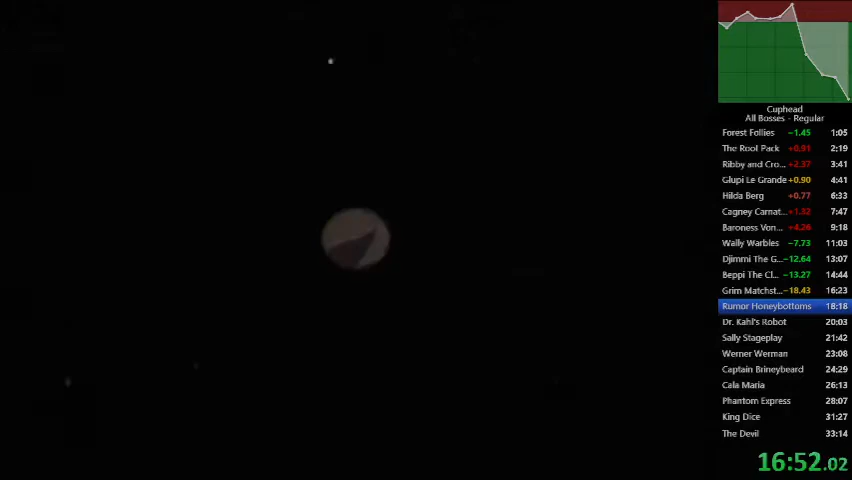 Cuphead
All Bosses - Regular
Forest Follies −1.45 1:05
The Root Pack +0.91 2:19
Ribby and Cro... +2.37 3:41
Glupi Le Grande +0.90 4:41
Hilda Berg +0.77 6:33
Cagney Carnat... +1.32 7:47
Baroness Von... +4.26 9:18
Wally Warbles −7.73 11:03
Djimmi The G... −12.64 13:07
Beppi The Cl... −13.27 14:44
Grim Matchst... −18.43 16:23
Rumor Honeybottoms 18:18
Dr. Kahl's Robot 20:03
Sally Stageplay 21:42
Werner Werman 23:08
Captain Brineybeard 24:29
Cala Maria 26:13
Phantom Express 28:07
King Dice 31:27
The Devil 33:14
16:52.02